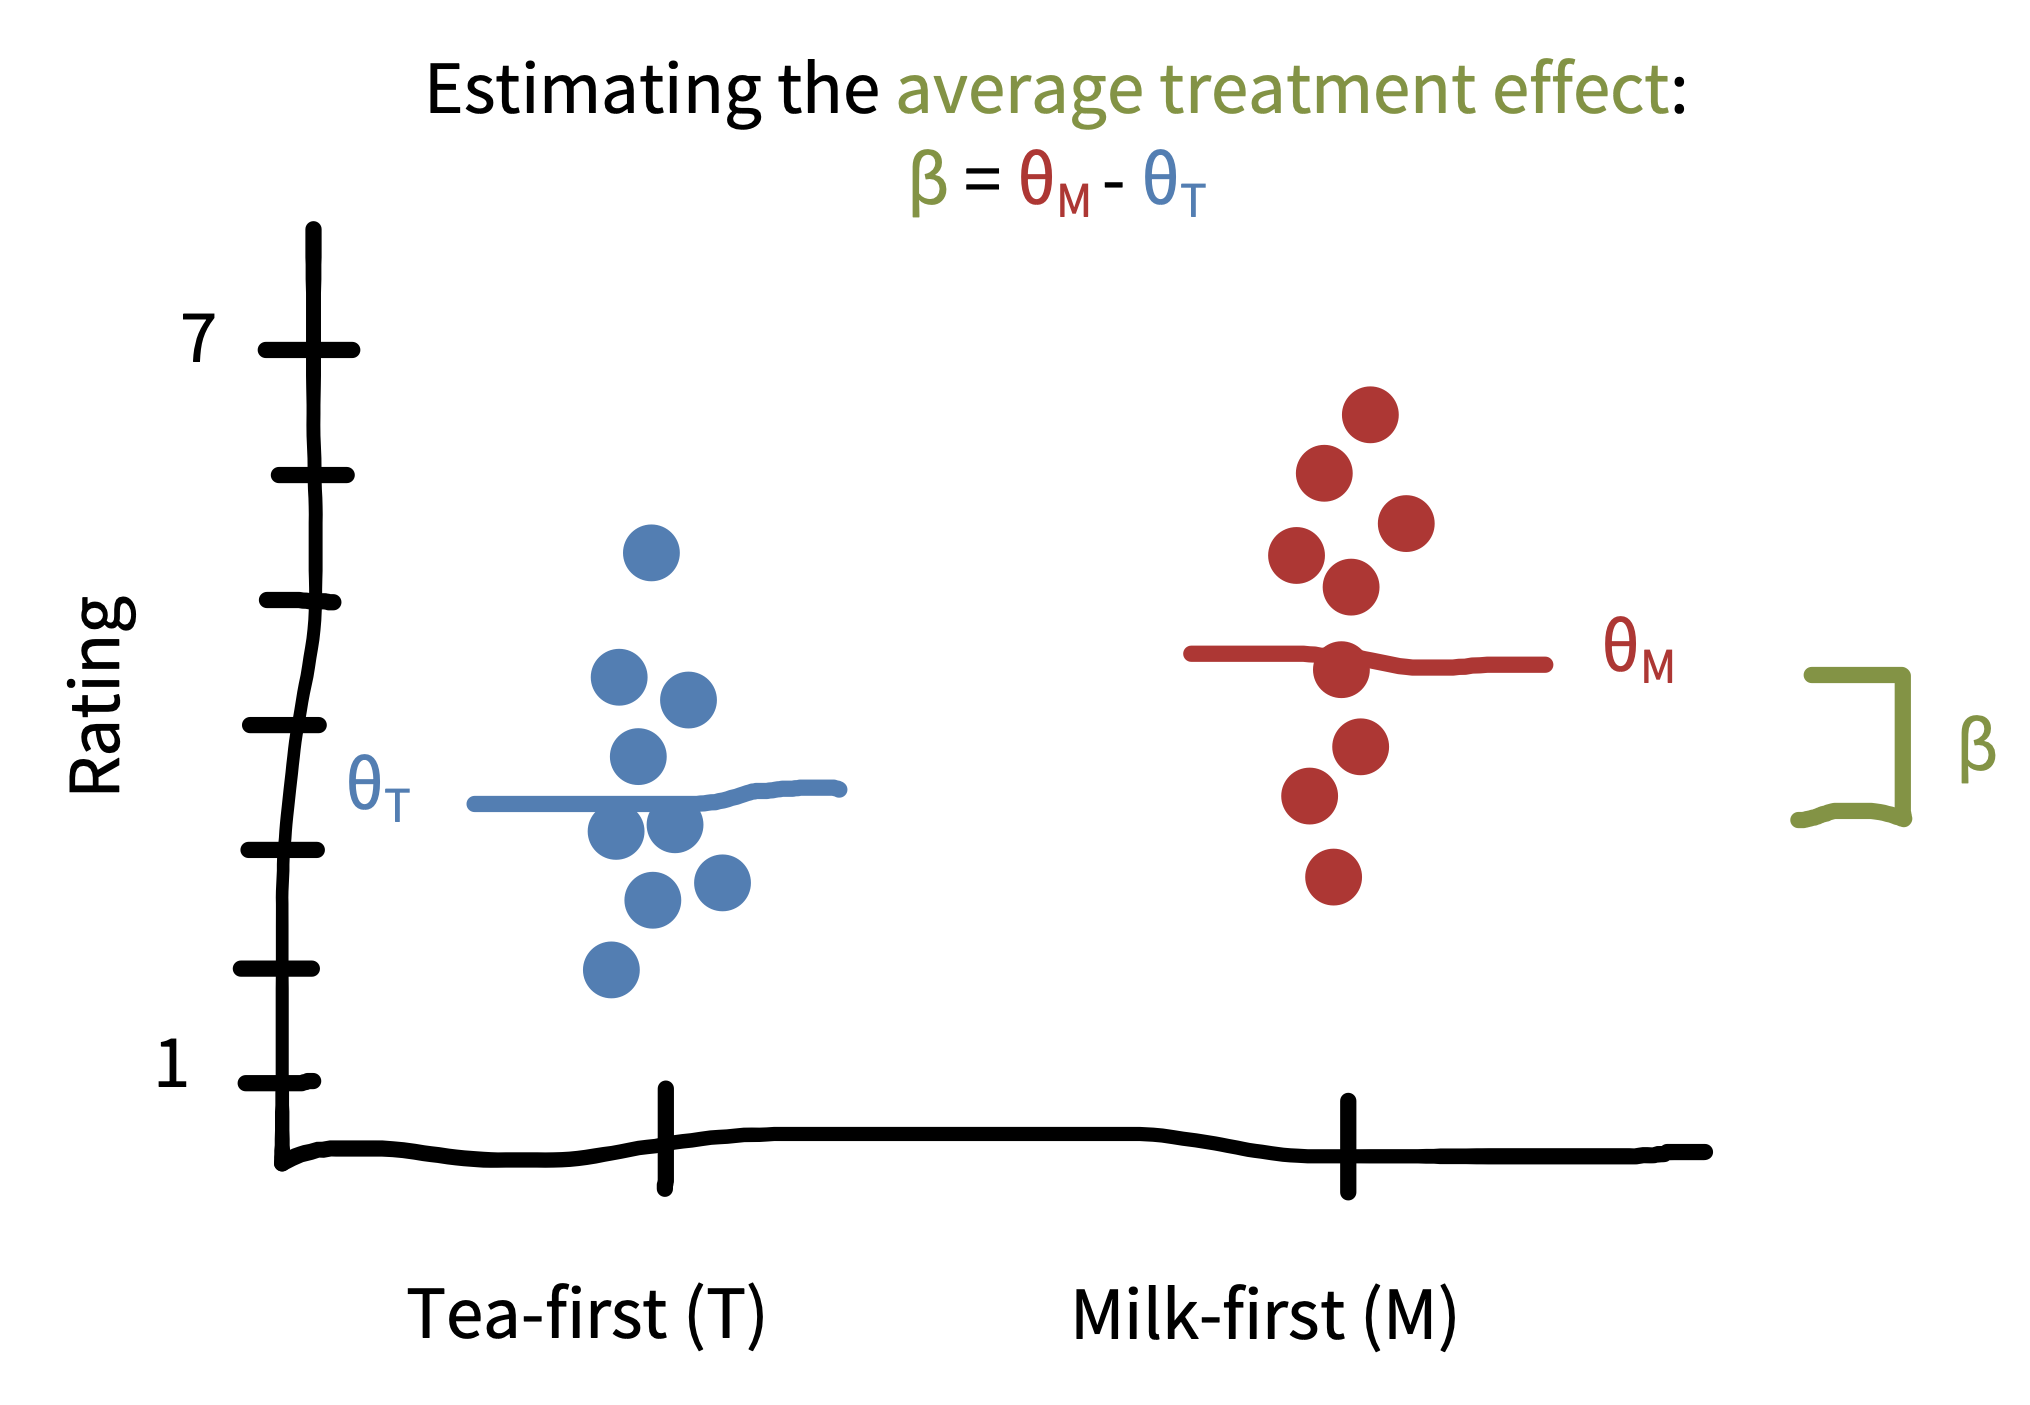 Estimating the average treatment effect:
β = θM - θT
7
Rating
θM
β
θT
1
Tea-first (T)
Milk-first (M)